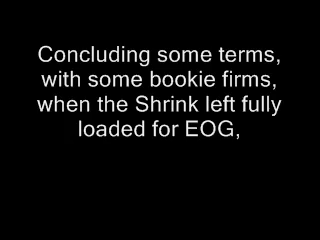 Concluding some terms,
with some bookie firms,
when the Shrink left fully
loaded for EOG,